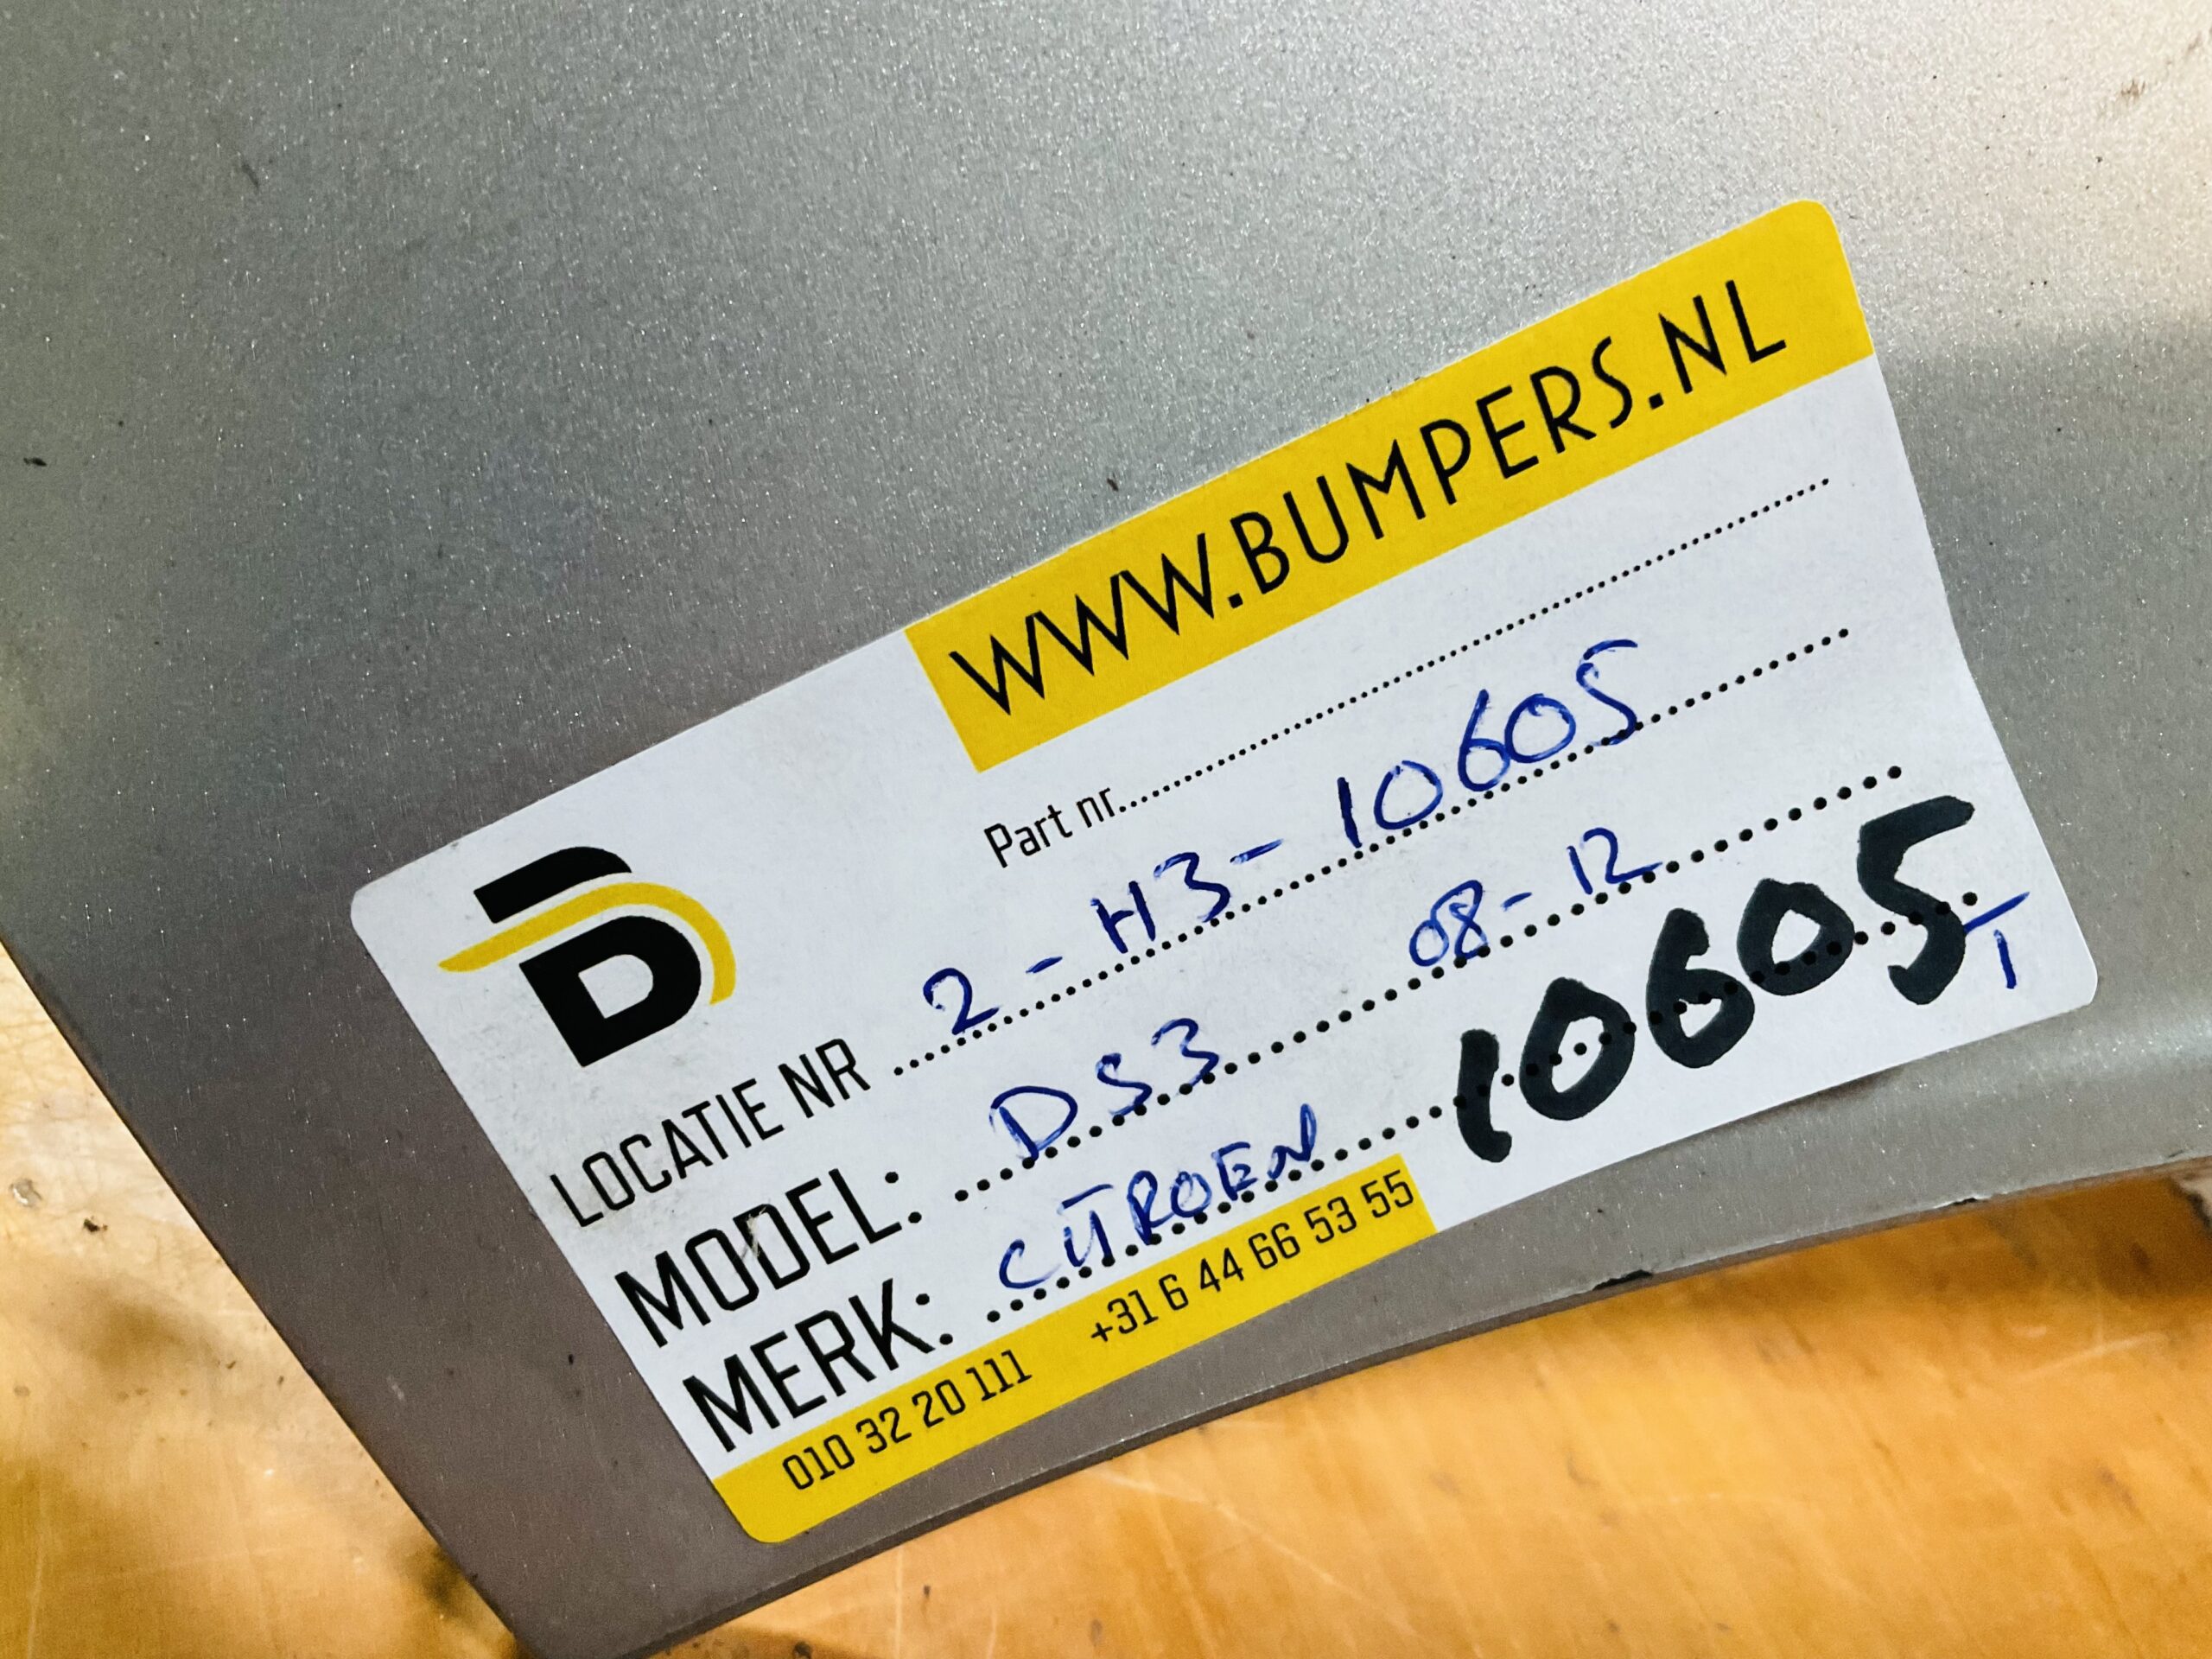 WWW.BUMPERS.NL
Part nr.............................
LOCATIE NR 2 - H3 - 10605
MODEL: DS3 08-12
MERK: CITROEN 10605 T
010 32 20 111 +31 6 44 66 53 55